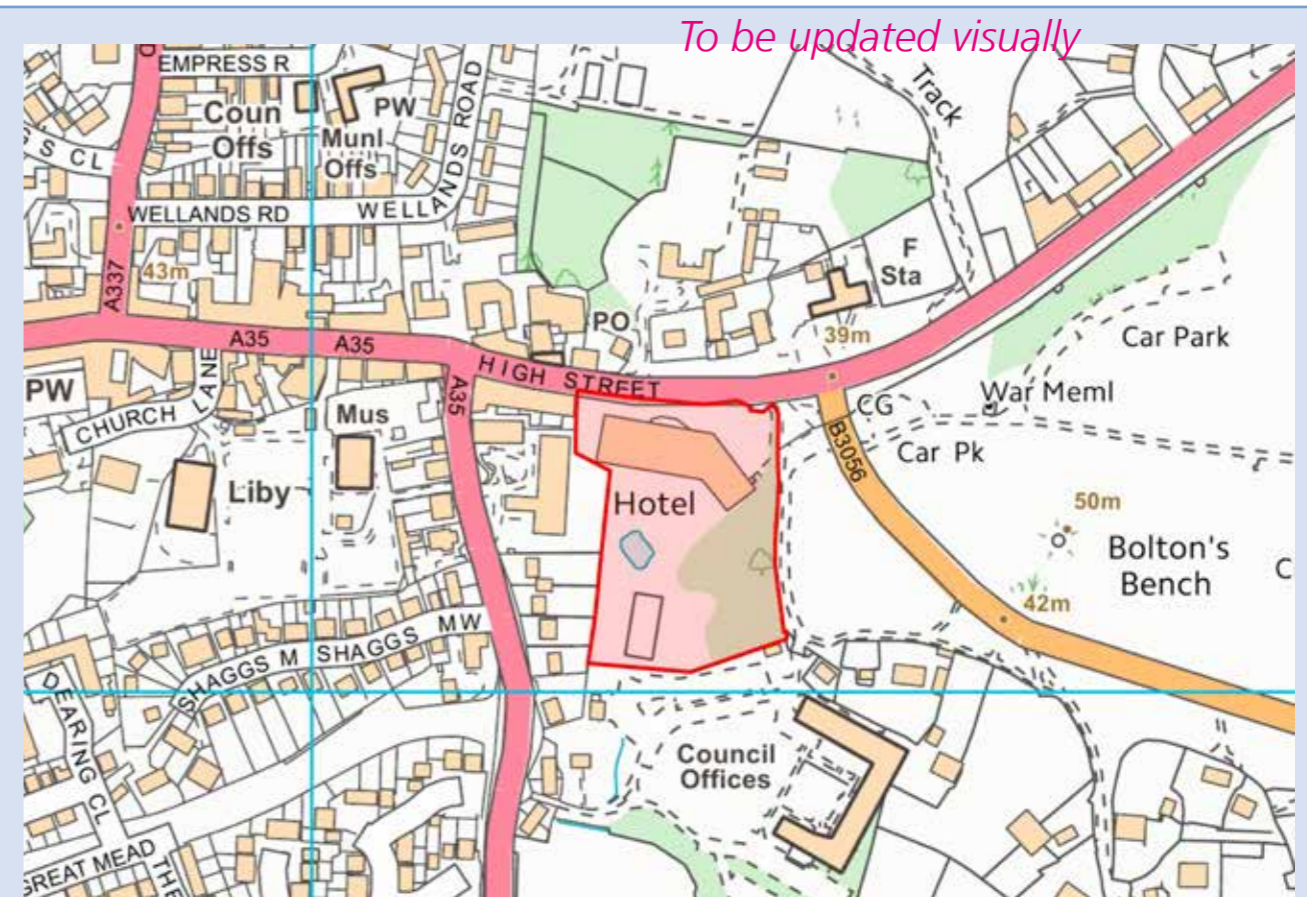 To be updated visually
EMPRESS R
Coun
Offs
PW
Munl
Offs
WELLANDS ROAD
Track
S CL
WELLANDS RD
WELLANDS
43m
A337
F
Sta
PO
39m
Car Park
A35
A35
HIGH STREET
A35
PW
CHURCH LANE
Mus
CG
War Meml
B3056
Car Pk
Liby
Hotel
50m
Bolton's
Bench
C
42m
SHAGGS M
SHAGGS MW
DEARING CL
Council
Offices
GREAT MEAD
THE